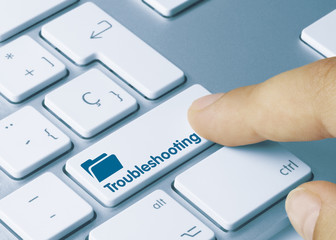 +
*
{
ç
}
Troubleshooting
alt
ctrl